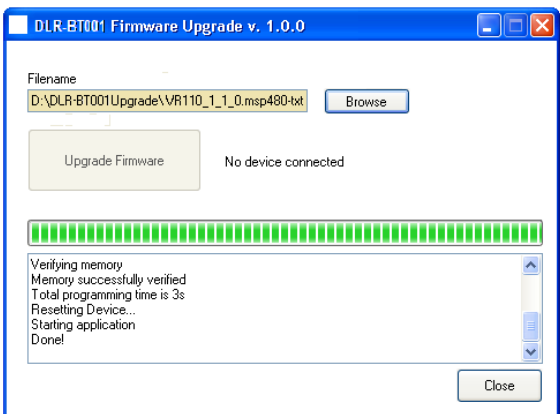 DLR-BT001 Firmware Upgrade v. 1.0.0
Filename
D:\DLR-BT001Upgrade\VR110_1_1_0.msp480-txt
Browse
Upgrade Firmware
No device connected
Verifying memory
Memory successfully verified
Total programming time is 3s
Resetting Device...
Starting application
Done!
Close